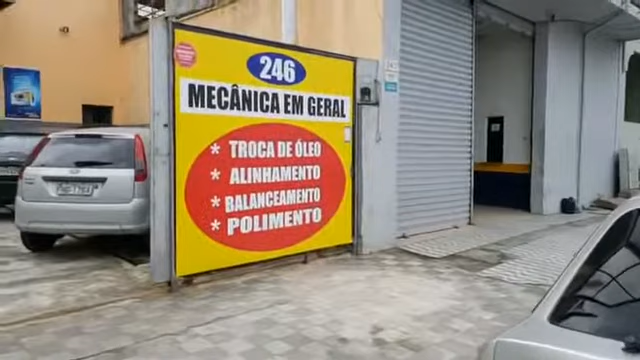 246
MECÂNICA EM GERAL
* TROCA DE ÓLEO
* ALINHAMENTO
* BALANCEAMENTO
* POLIMENTO